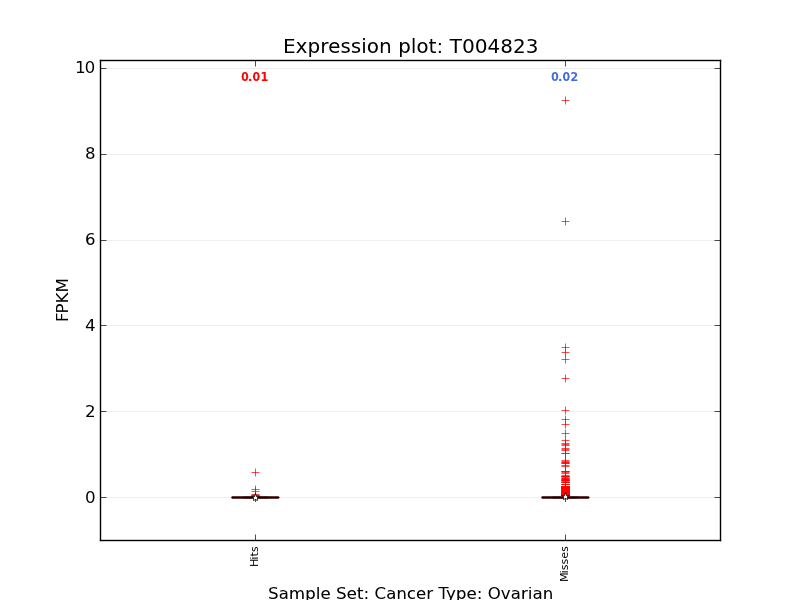 Expression plot: T004823
10
0.01
0.02
8
6
4
2
0
FPKM
Hits
Misses
Sample Set: Cancer Type: Ovarian